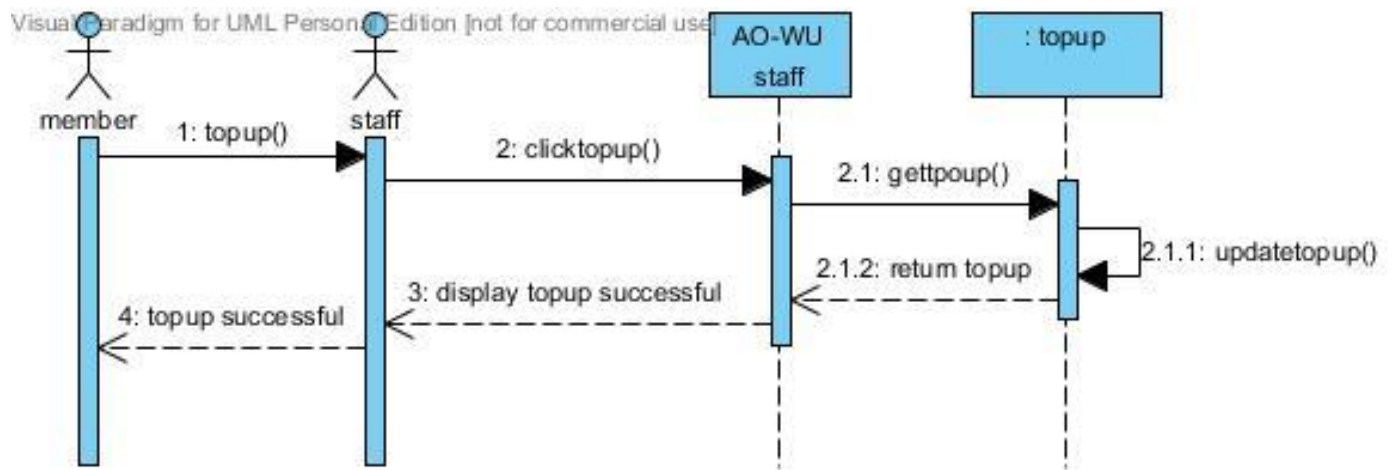 Visual Paradigm for UML Personal Edition [not for commercial use]
AO-WU
staff
: topup
member
staff
1: topup()
2: clicktopup()
2.1: gettpoup()
2.1.1: updatetopup()
2.1.2: return topup
3: display topup successful
4: topup successful